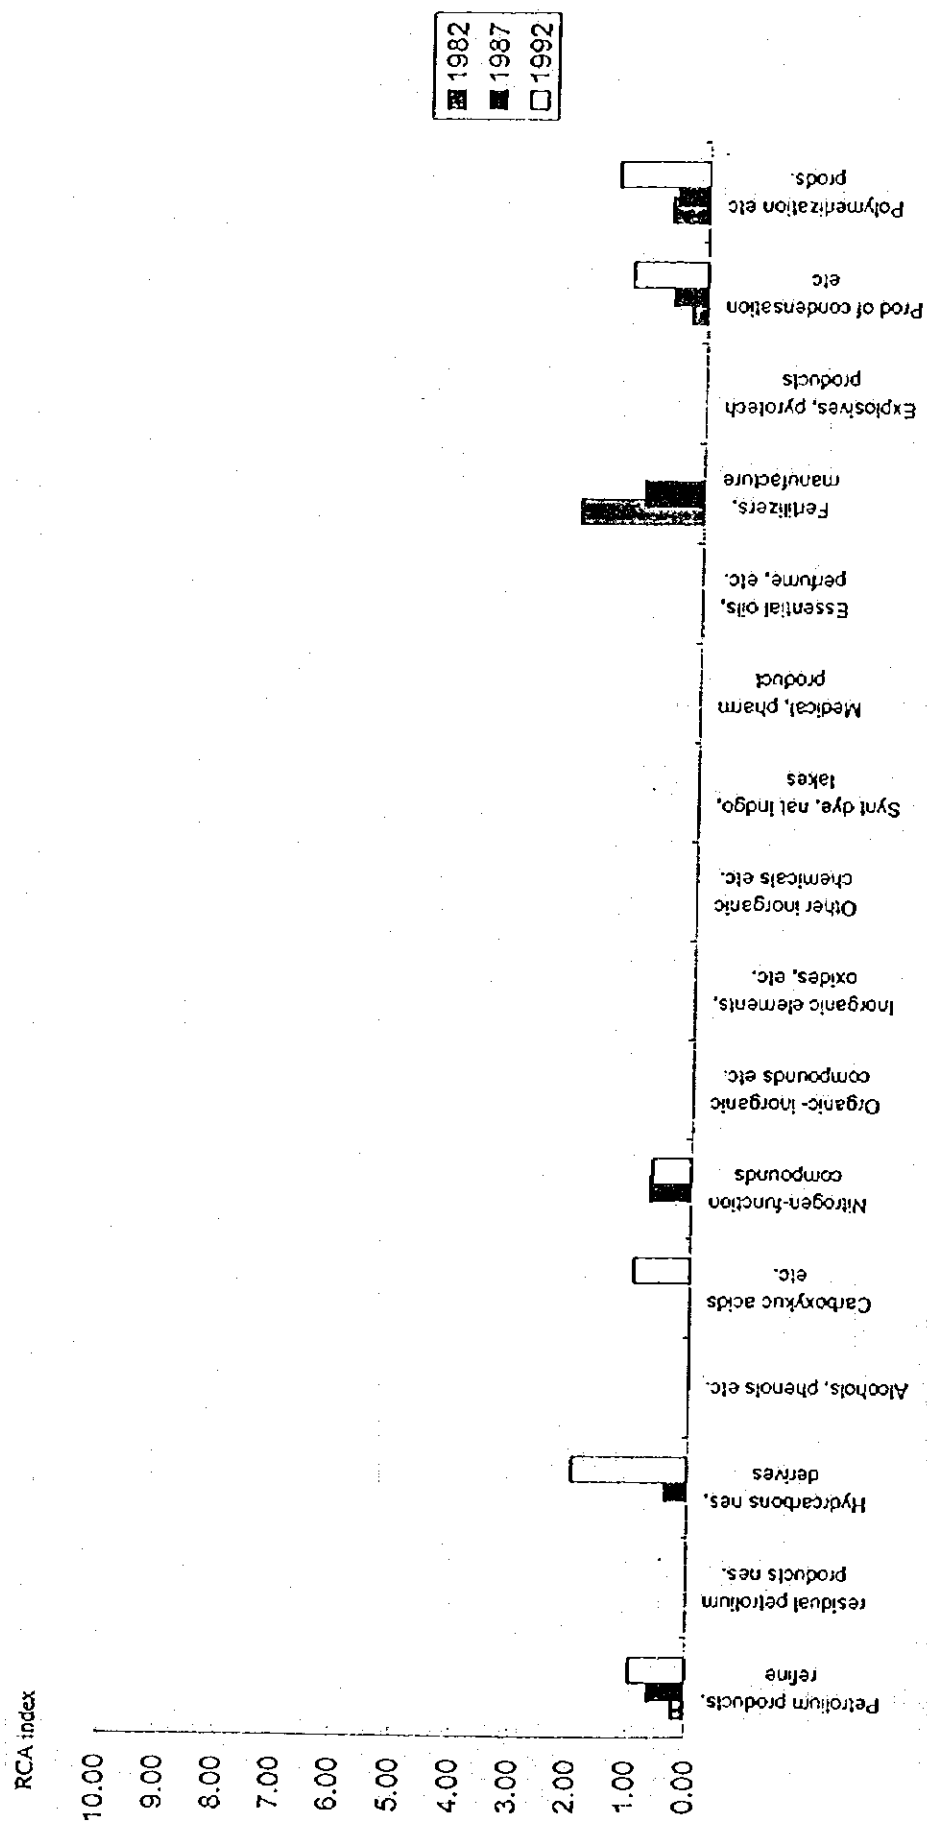 RCA index
10.00
9.00
8.00
7.00
6.00
5.00
4.00
3.00
2.00
1.00
0.00
Petrolium products,
refine
residual petrolium
products nes.
Hydrcarbons nes,
derives
Alcohols, phenols etc.
Carboxykuc acids
etc.
Nitrogen-function
compounds
Organic- inorganic
compounds etc.
Inorganic elements,
oxides, etc.
Other inorganic
chemicals etc.
Synt dye, nat indgo,
lakes
Medical, pharm
product
Essential oils,
perfume, etc.
Fertilizers,
manufacture
Explosives, pyrotech
products
Prod of condensation
etc
Polymerization etc
prods.
1982
1987
1992